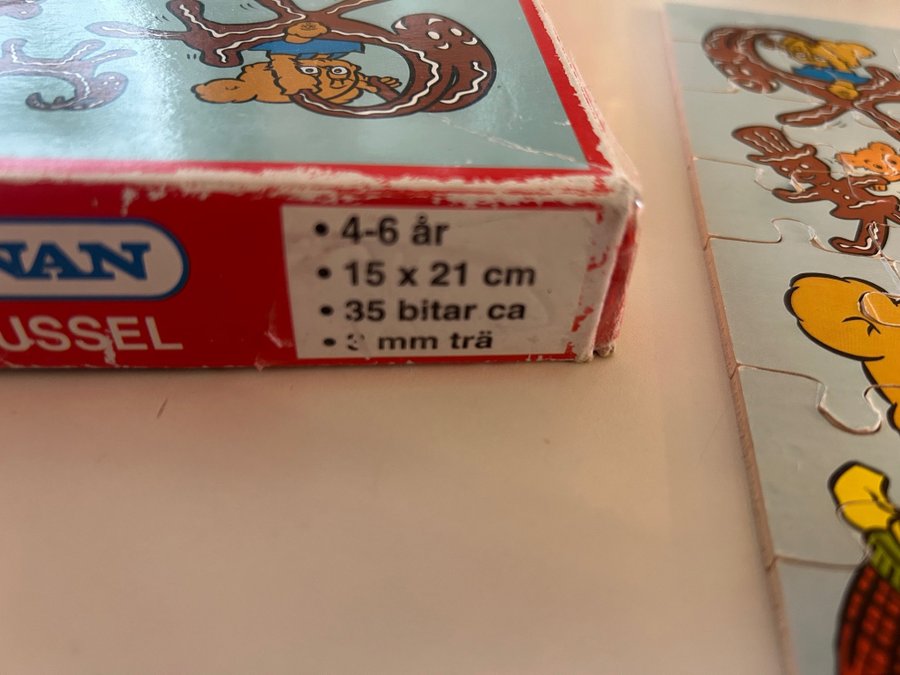 NAN
USSEL
• 4-6 år
• 15 x 21 cm
• 35 bitar ca
• mm trä